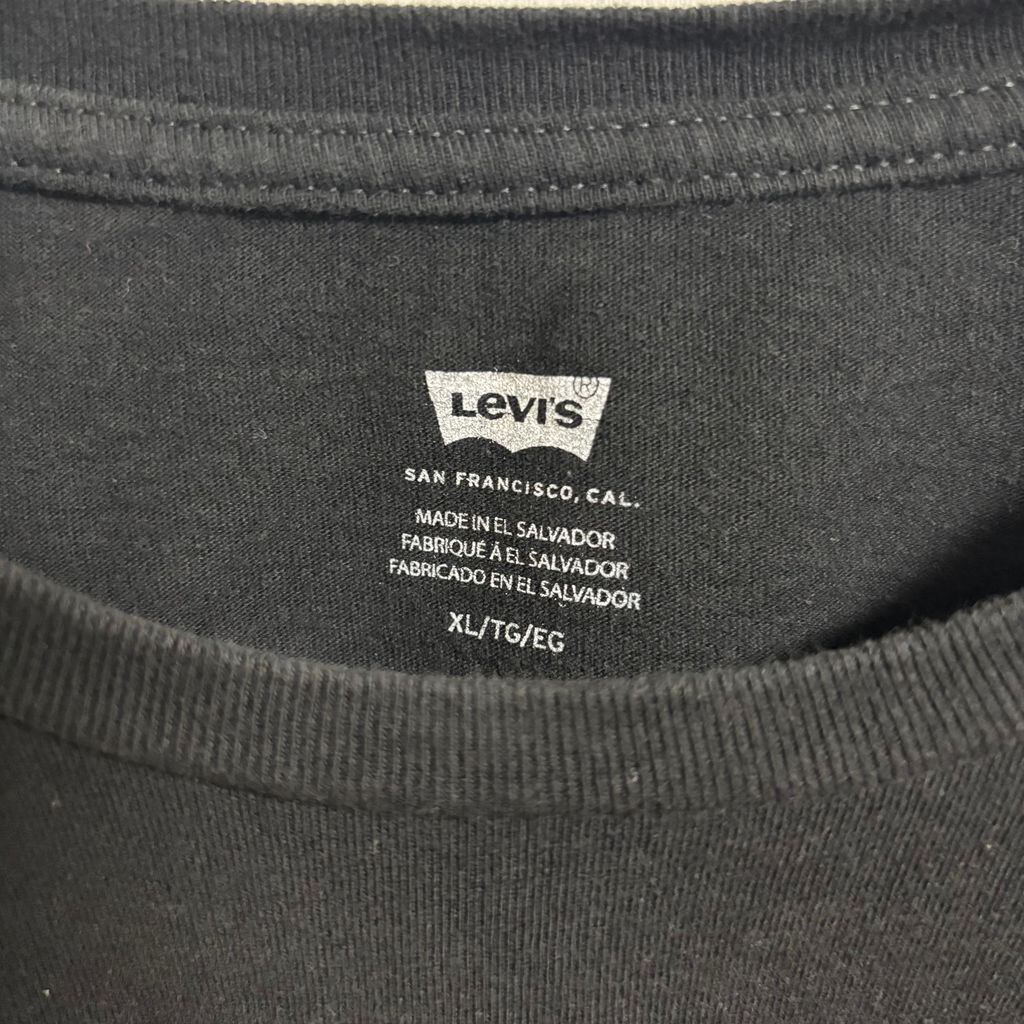 LEVI'S®
SAN FRANCISCO, CAL.
MADE IN EL SALVADOR
FABRIQUÉ À EL SALVADOR
FABRICADO EN EL SALVADOR
XL/TG/EG